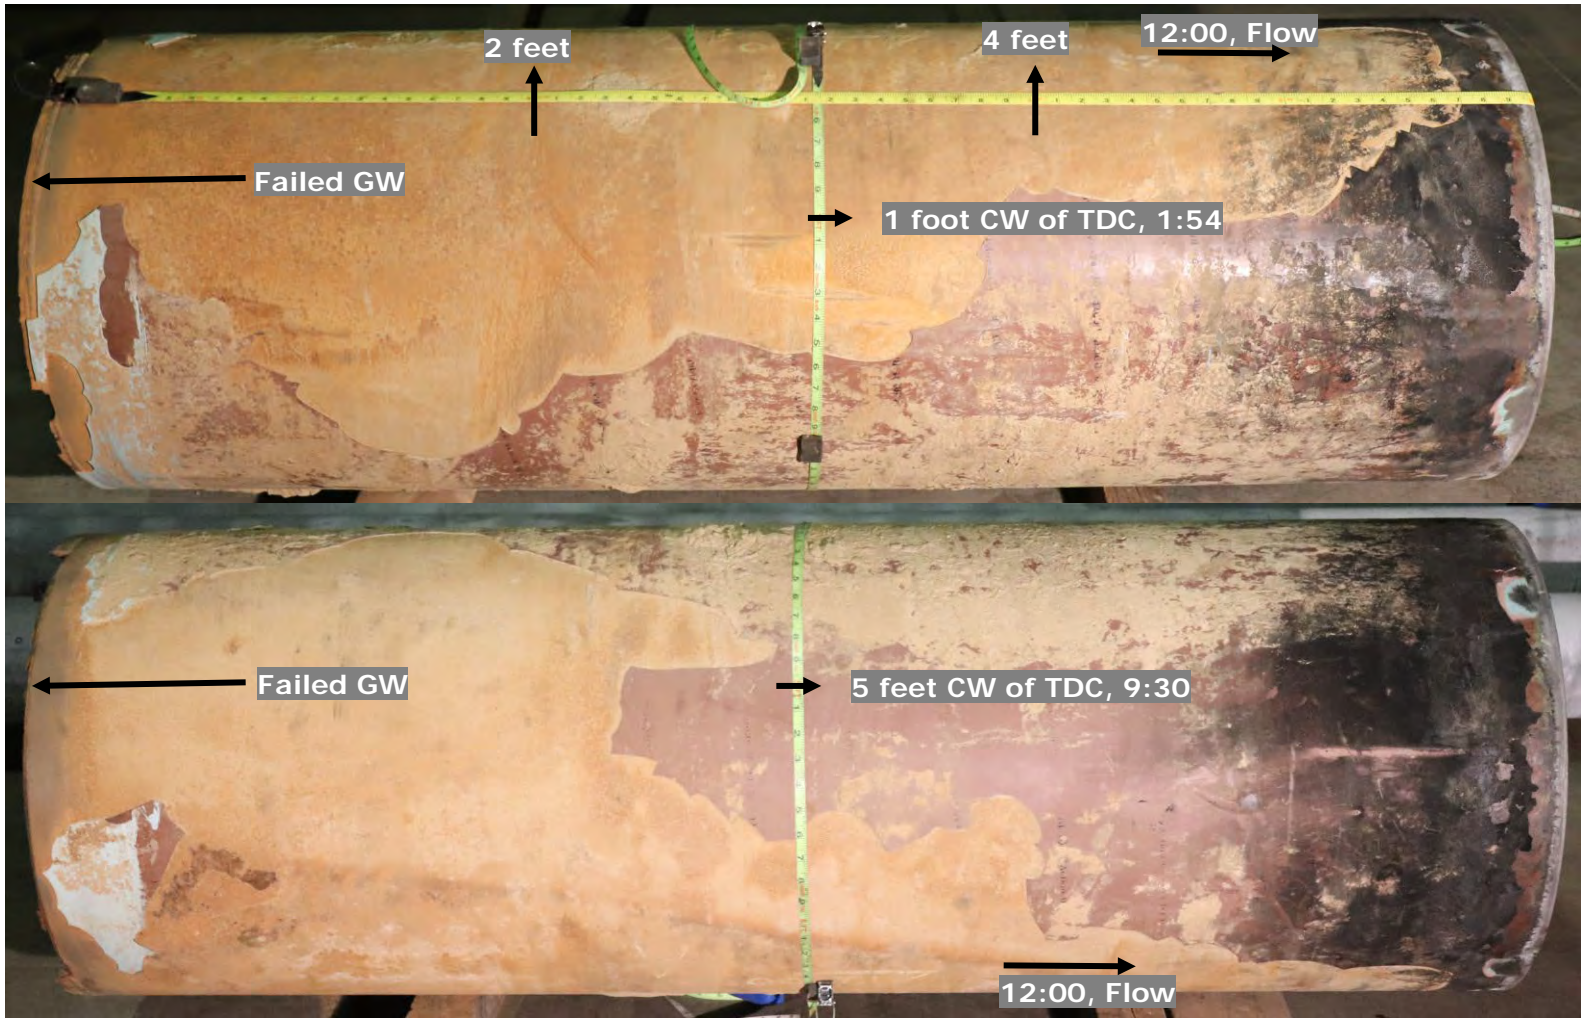 2 feet
4 feet
12:00, Flow
Failed GW
1 foot CW of TDC, 1:54
Failed GW
5 feet CW of TDC, 9:30
12:00, Flow